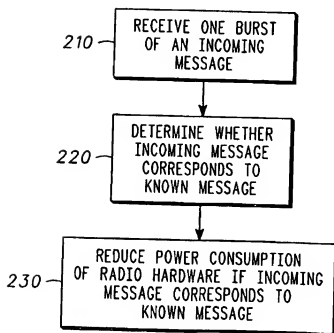 210
RECEIVE ONE BURST
OF AN INCOMING
MESSAGE
220
DETERMINE WHETHER
INCOMING MESSAGE
CORRESPONDS TO
KNOWN MESSAGE
230
REDUCE POWER CONSUMPTION
OF RADIO HARDWARE IF INCOMING
MESSAGE CORRESPONDS TO
KNOWN MESSAGE